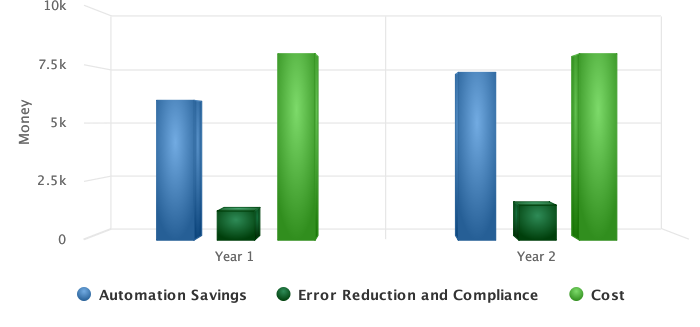 10k
7.5k
5k
2.5k
0
Money
Year 1
Year 2
Automation Savings
Error Reduction and Compliance
Cost